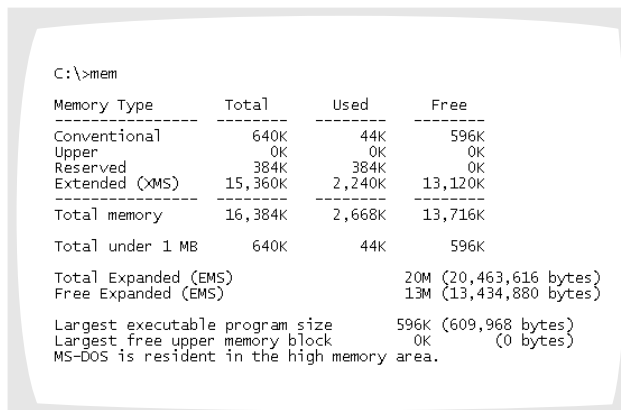 C:\>mem
Memory Type Total Used Free
---------------- -------- -------- --------
Conventional 640K 44K 596K
Upper 0K 0K 0K
Reserved 384K 384K 0K
Extended (XMS) 15,360K 2,240K 13,120K
---------------- -------- -------- --------
Total memory 16,384K 2,668K 13,716K
Total under 1 MB 640K 44K 596K
Total Expanded (EMS) 20M (20,463,616 bytes)
Free Expanded (EMS) 13M (13,434,880 bytes)
Largest executable program size 596K (609,968 bytes)
Largest free upper memory block 0K (0 bytes)
MS-DOS is resident in the high memory area.